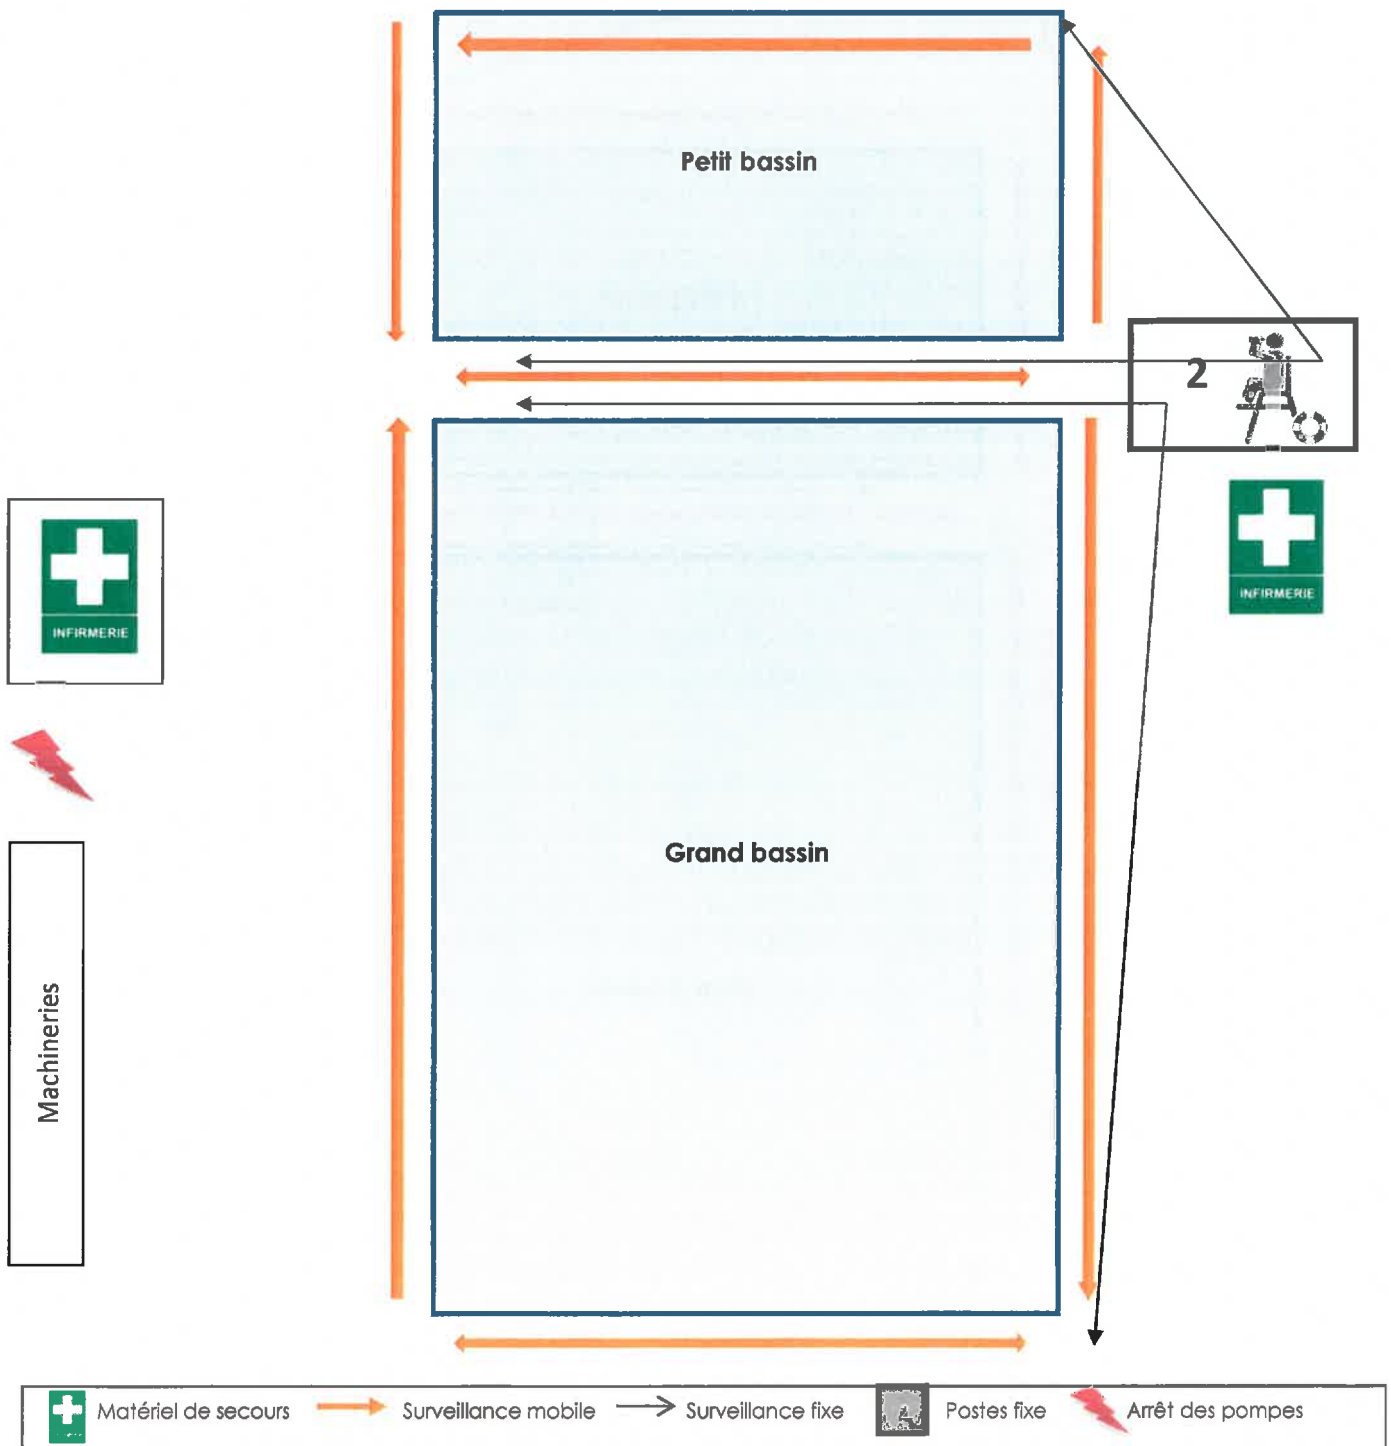 Petit bassin
2
INFIRMERIE
INFIRMERIE
Grand bassin
Machineries
Matériel de secours Surveillance mobile Surveillance fixe Postes fixe Arrêt des pompes